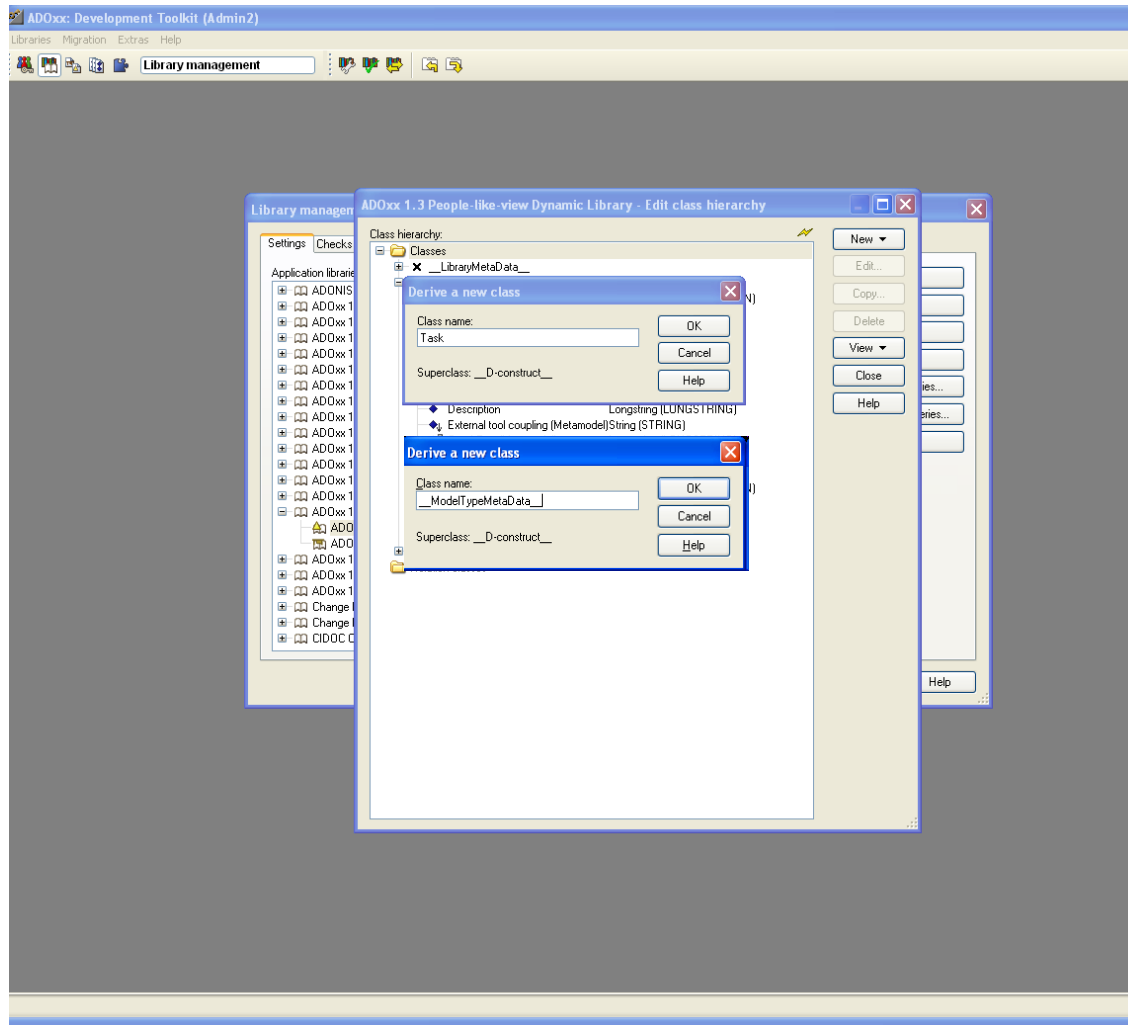 ADOxx: Development Toolkit (Admin2)
Libraries Migration Extras Help
Library management
Library managen
ADOxx 1.3 People-like-view Dynamic Library - Edit class hierarchy
Settings Checks
Application librarie
ADONIS
ADOxx 1
ADOxx 1
ADOxx 1
ADOxx 1
ADOxx 1
ADOxx 1
ADOxx 1
ADOxx 1
ADOxx 1
ADOxx 1
ADOxx 1
ADOxx 1
ADOxx 1
ADOxx 1
ADO
ADO
ADOxx 1
ADOxx 1
ADOxx 1
Change
Change
CIDOC C
Class hierarchy:
Classes
__LibraryMetaData__
N)
Derive a new class
Class name:
Task
Superclass: __D-construct__
OK
Cancel
Help
Description Longstring (LONGSTRING)
External tool coupling (Metamodel) String (STRING)
Derive a new class
Class name:
__ModelTypeMetaData__
Superclass: __D-construct__
OK
Cancel
Help
New
Edit...
Copy...
Delete
View
Close
Help
ies...
eries...
Help